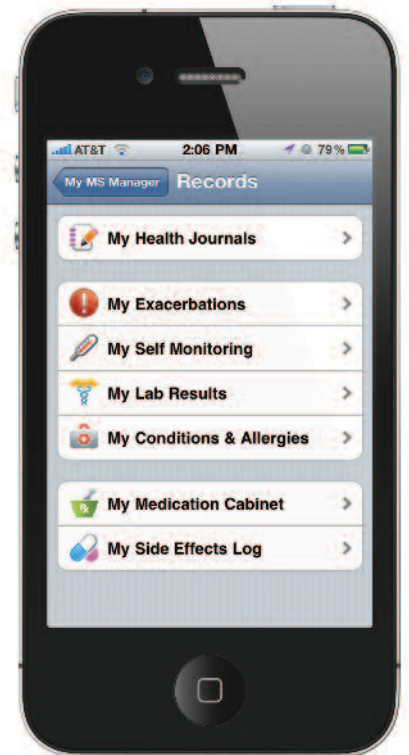 AT&T 2:06 PM 79%
My MS Manager Records
My Health Journals
My Exacerbations
My Self Monitoring
My Lab Results
My Conditions & Allergies
My Medication Cabinet
My Side Effects Log